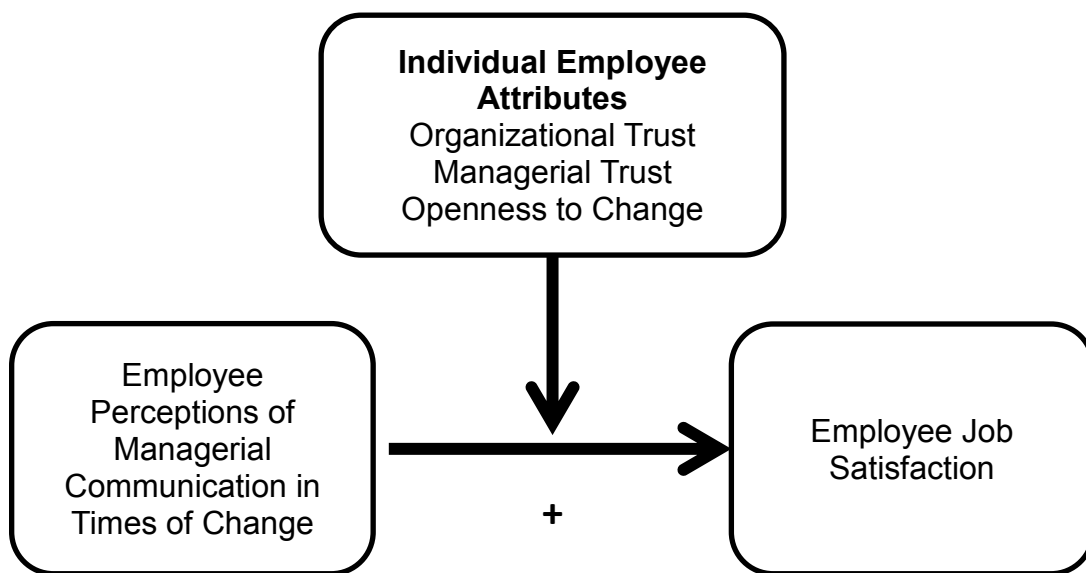 Individual Employee
Attributes
Organizational Trust
Managerial Trust
Openness to Change
Employee
Perceptions of
Managerial
Communication in
Times of Change
Employee Job
Satisfaction
+